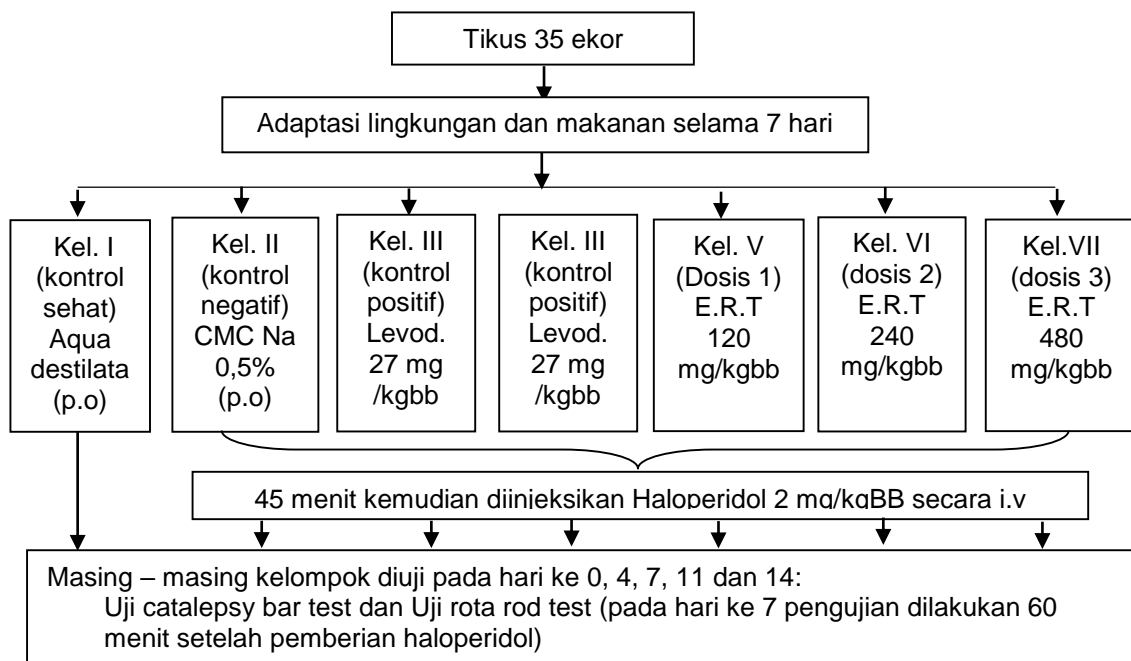 Tikus 35 ekor
Adaptasi lingkungan dan makanan selama 7 hari
Kel. I
(kontrol
sehat)
Aqua
destilata
(p.o)
Kel. II
(kontrol
negatif)
CMC Na
0,5%
(p.o)
Kel. III
(kontrol
positif)
Levod.
27 mg
/kgbb
Kel. III
(kontrol
positif)
Levod.
27 mg
/kgbb
Kel. V
(Dosis 1)
E.R.T
120
mg/kgbb
Kel. VI
(dosis 2)
E.R.T
240
mg/kgbb
Kel.VII
(dosis 3)
E.R.T
480
mg/kgbb
45 menit kemudian diinjeksikan Haloperidol 2 mg/kgBB secara i.v
Masing – masing kelompok diuji pada hari ke 0, 4, 7, 11 dan 14:
Uji catalepsy bar test dan Uji rota rod test (pada hari ke 7 pengujian dilakukan 60
menit setelah pemberian haloperidol)